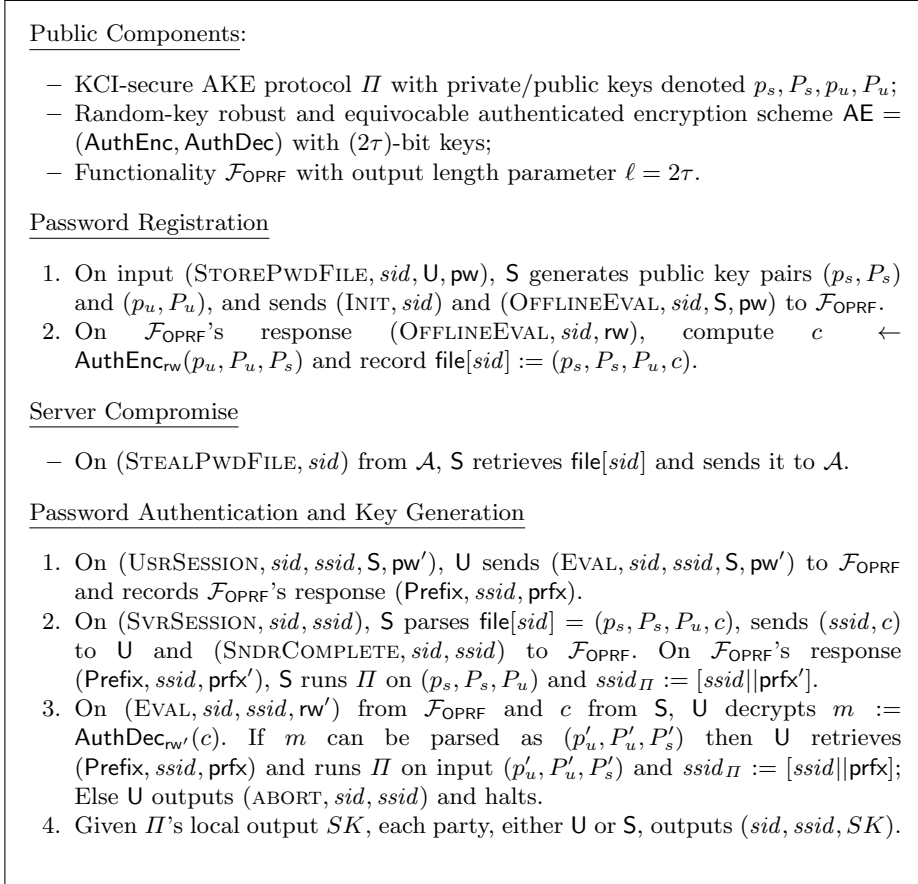 Public Components:
– KCI-secure AKE protocol Π with private/public keys denoted p_s, P_s, p_u, P_u;
– Random-key robust and equivocable authenticated encryption scheme AE =
(AuthEnc, AuthDec) with (2τ)-bit keys;
– Functionality F_OPRF with output length parameter ℓ = 2τ.
Password Registration
1. On input (STOREPWDFILE, sid, U, pw), S generates public key pairs (p_s, P_s)
and (p_u, P_u), and sends (INIT, sid) and (OFFLINEEVAL, sid, S, pw) to F_OPRF.
2. On F_OPRF's response (OFFLINEEVAL, sid, rw), compute c ←
AuthEnc_rw(p_u, P_u, P_s) and record file[sid] := (p_s, P_s, P_u, c).
Server Compromise
– On (STEALPWDFILE, sid) from A, S retrieves file[sid] and sends it to A.
Password Authentication and Key Generation
1. On (USRSESSION, sid, ssid, S, pw′), U sends (EVAL, sid, ssid, S, pw′) to F_OPRF
and records F_OPRF's response (Prefix, ssid, prfx).
2. On (SVRSESSION, sid, ssid), S parses file[sid] = (p_s, P_s, P_u, c), sends (ssid, c)
to U and (SNDRCOMPLETE, sid, ssid) to F_OPRF. On F_OPRF's response
(Prefix, ssid, prfx′), S runs Π on (p_s, P_s, P_u) and ssid_Π := [ssid||prfx′].
3. On (EVAL, sid, ssid, rw′) from F_OPRF and c from S, U decrypts m :=
AuthDec_rw′(c). If m can be parsed as (p′_u, P′_u, P′_s) then U retrieves
(Prefix, ssid, prfx) and runs Π on input (p′_u, P′_u, P′_s) and ssid_Π := [ssid||prfx];
Else U outputs (ABORT, sid, ssid) and halts.
4. Given Π's local output SK, each party, either U or S, outputs (sid, ssid, SK).